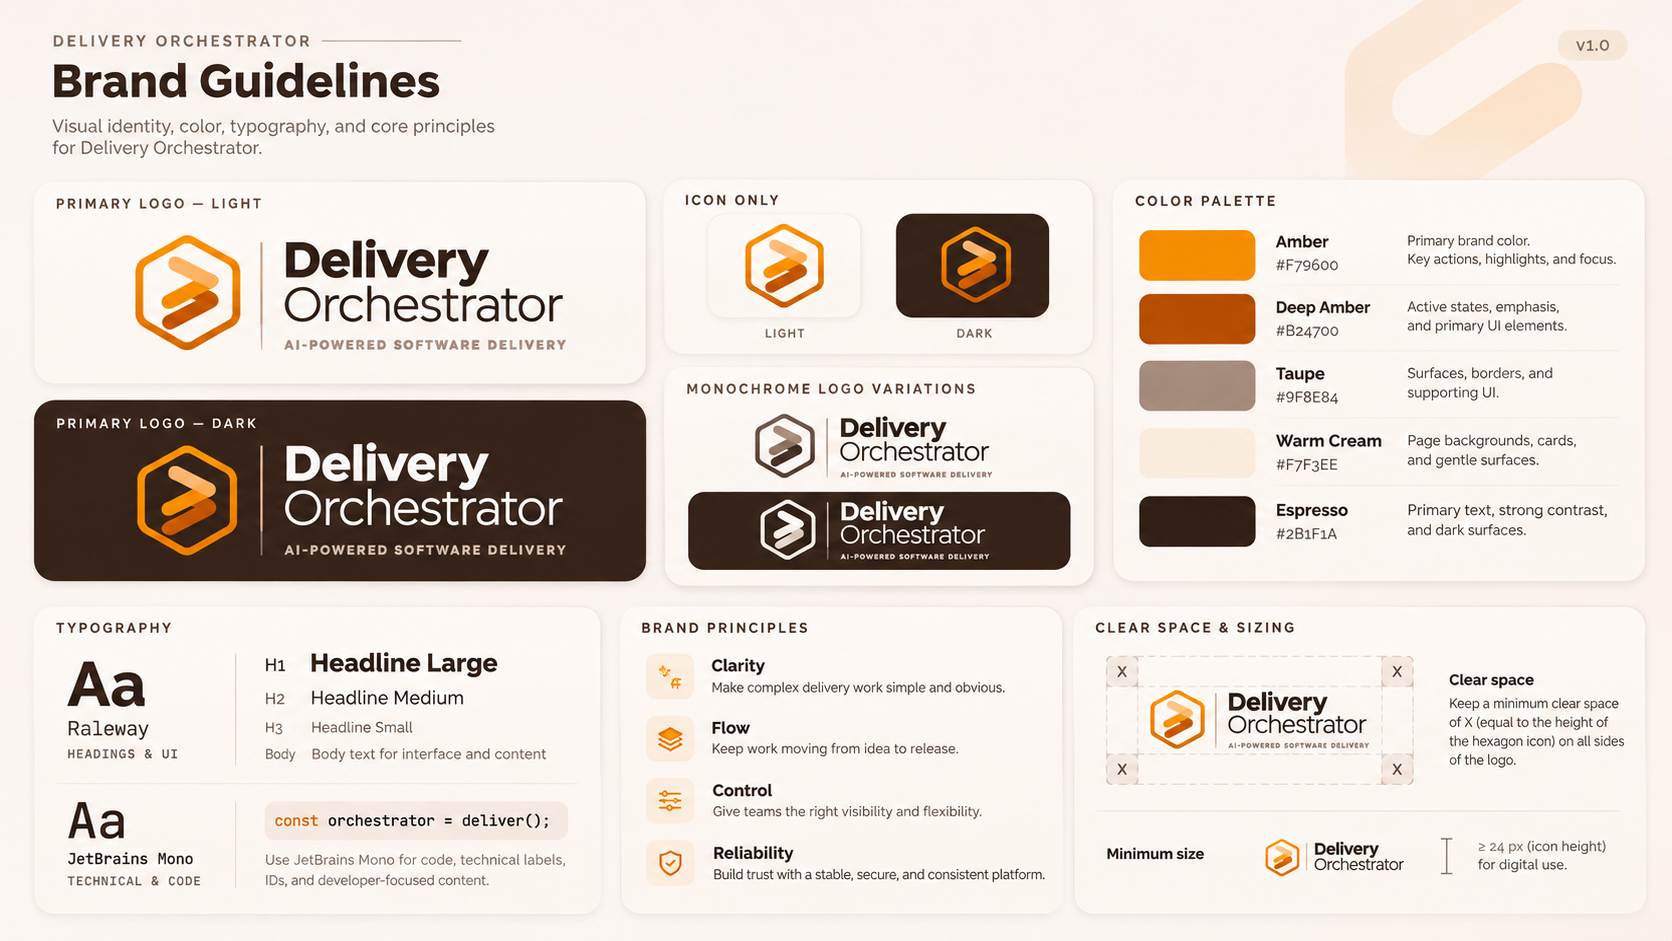 DELIVERY ORCHESTRATOR
Brand Guidelines
Visual identity, color, typography, and core principles
for Delivery Orchestrator.
v1.0
PRIMARY LOGO — LIGHT
Delivery
Orchestrator
AI-POWERED SOFTWARE DELIVERY
PRIMARY LOGO — DARK
Delivery
Orchestrator
AI-POWERED SOFTWARE DELIVERY
ICON ONLY
LIGHT
DARK
MONOCHROME LOGO VARIATIONS
Delivery
Orchestrator
AI-POWERED SOFTWARE DELIVERY
Delivery
Orchestrator
AI-POWERED SOFTWARE DELIVERY
COLOR PALETTE
Amber
#F79600
Primary brand color.
Key actions, highlights, and focus.
Deep Amber
#B24700
Active states, emphasis,
and primary UI elements.
Taupe
#9F8E84
Surfaces, borders, and
supporting UI.
Warm Cream
#F7F3EE
Page backgrounds, cards,
and gentle surfaces.
Espresso
#2B1F1A
Primary text, strong contrast,
and dark surfaces.
TYPOGRAPHY
Aa
Raleway
HEADINGS & UI
H1 Headline Large
H2 Headline Medium
H3 Headline Small
Body Body text for interface and content
Aa
JetBrains Mono
TECHNICAL & CODE
const orchestrator = deliver();
Use JetBrains Mono for code, technical labels,
IDs, and developer-focused content.
BRAND PRINCIPLES
Clarity
Make complex delivery work simple and obvious.
Flow
Keep work moving from idea to release.
Control
Give teams the right visibility and flexibility.
Reliability
Build trust with a stable, secure, and consistent platform.
CLEAR SPACE & SIZING
X X
Delivery
Orchestrator
AI-POWERED SOFTWARE DELIVERY
X X
Clear space
Keep a minimum clear space
of X (equal to the height of
the hexagon icon) on all sides
of the logo.
Minimum size
Delivery
Orchestrator
≥ 24 px (icon height)
for digital use.